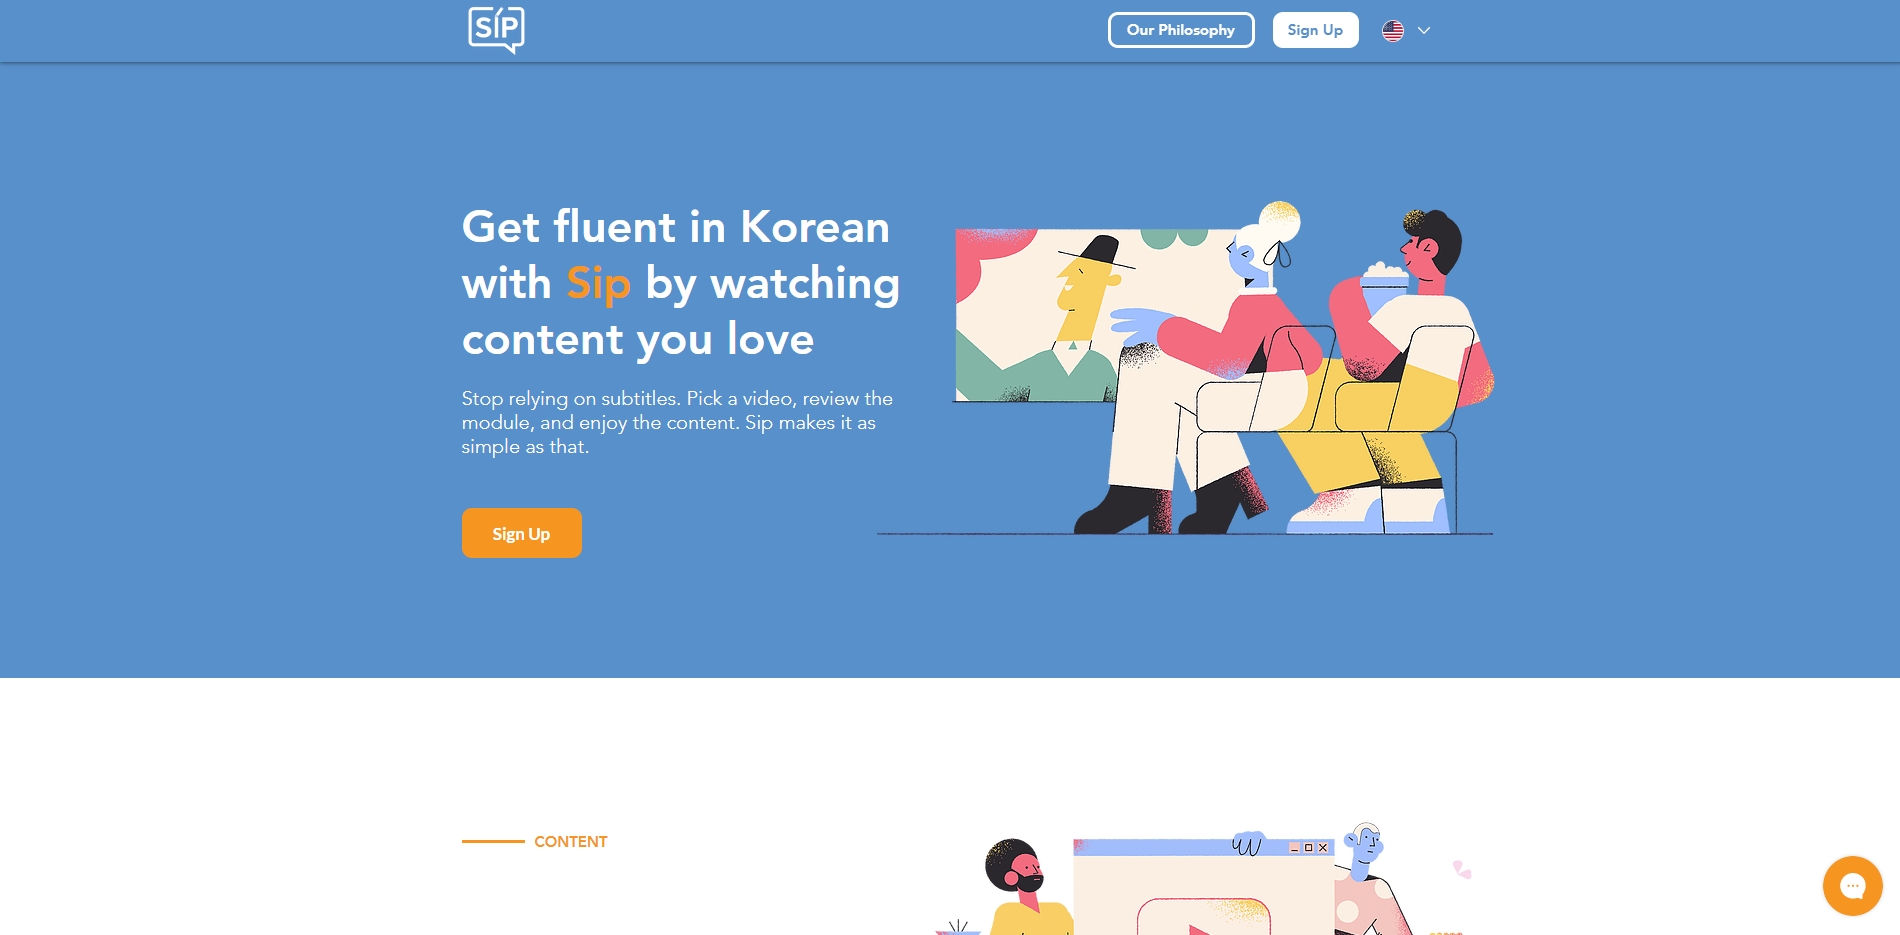 SIP
Our Philosophy
Sign Up
Get fluent in Korean
with Sip by watching
content you love
Stop relying on subtitles. Pick a video, review the
module, and enjoy the content. Sip makes it as
simple as that.
Sign Up
CONTENT